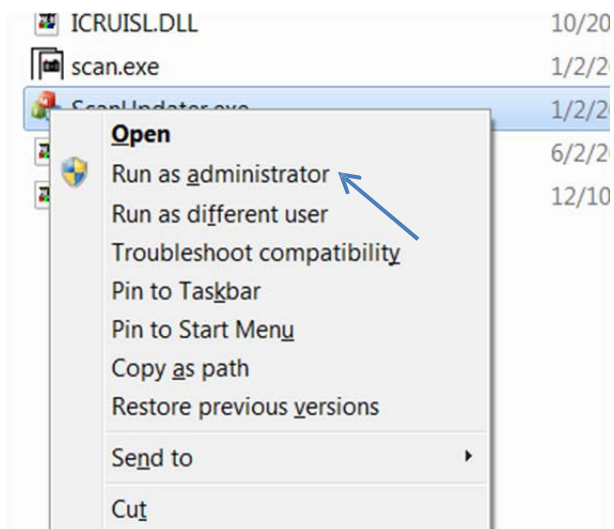 ICRUISL.DLL 10/20
scan.exe 1/2/2
ScanUpdater.exe 1/2/2
Open 6/2/2
Run as administrator 12/10
Run as different user
Troubleshoot compatibility
Pin to Taskbar
Pin to Start Menu
Copy as path
Restore previous versions
Send to
Cut